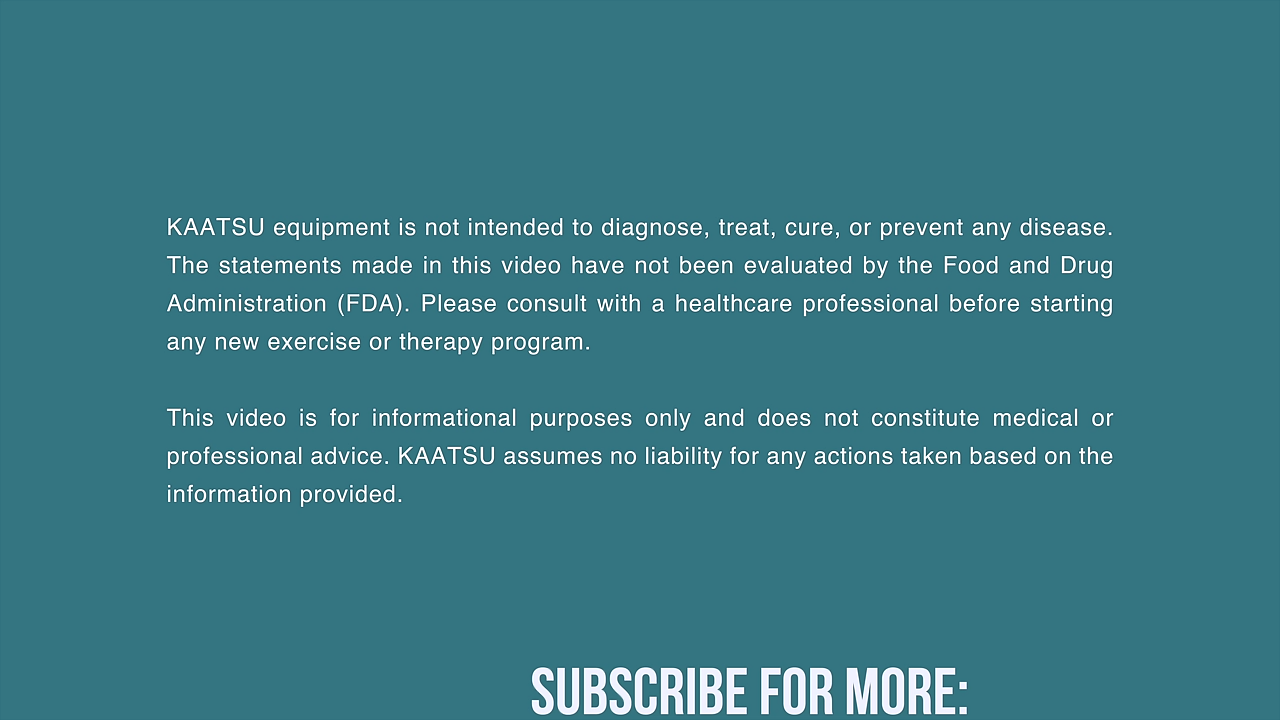 KAATSU equipment is not intended to diagnose, treat, cure, or prevent any disease.
The statements made in this video have not been evaluated by the Food and Drug
Administration (FDA). Please consult with a healthcare professional before starting
any new exercise or therapy program.
This video is for informational purposes only and does not constitute medical or
professional advice. KAATSU assumes no liability for any actions taken based on the
information provided.
SUBSCRIBE FOR MORE: